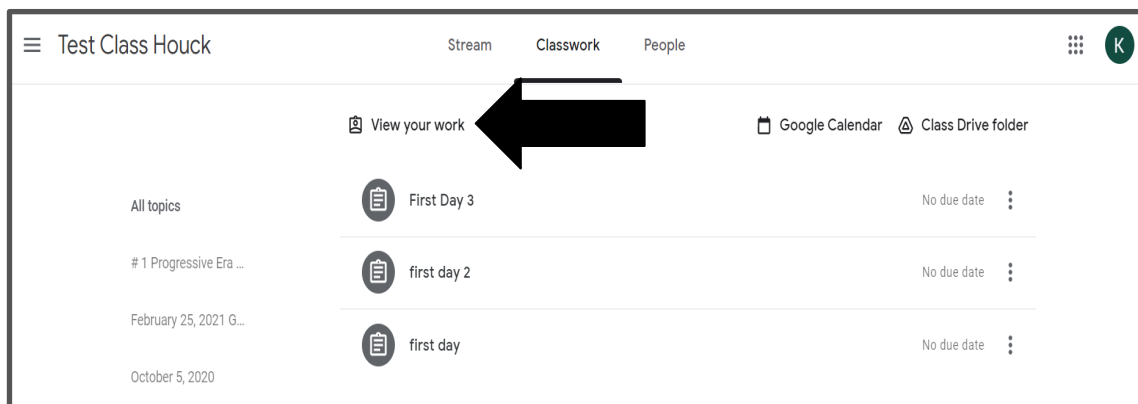 Test Class Houck Stream Classwork People K
View your work Google Calendar Class Drive folder
All topics
# 1 Progressive Era ...
February 25, 2021 G...
October 5, 2020
First Day 3 No due date
first day 2 No due date
first day No due date